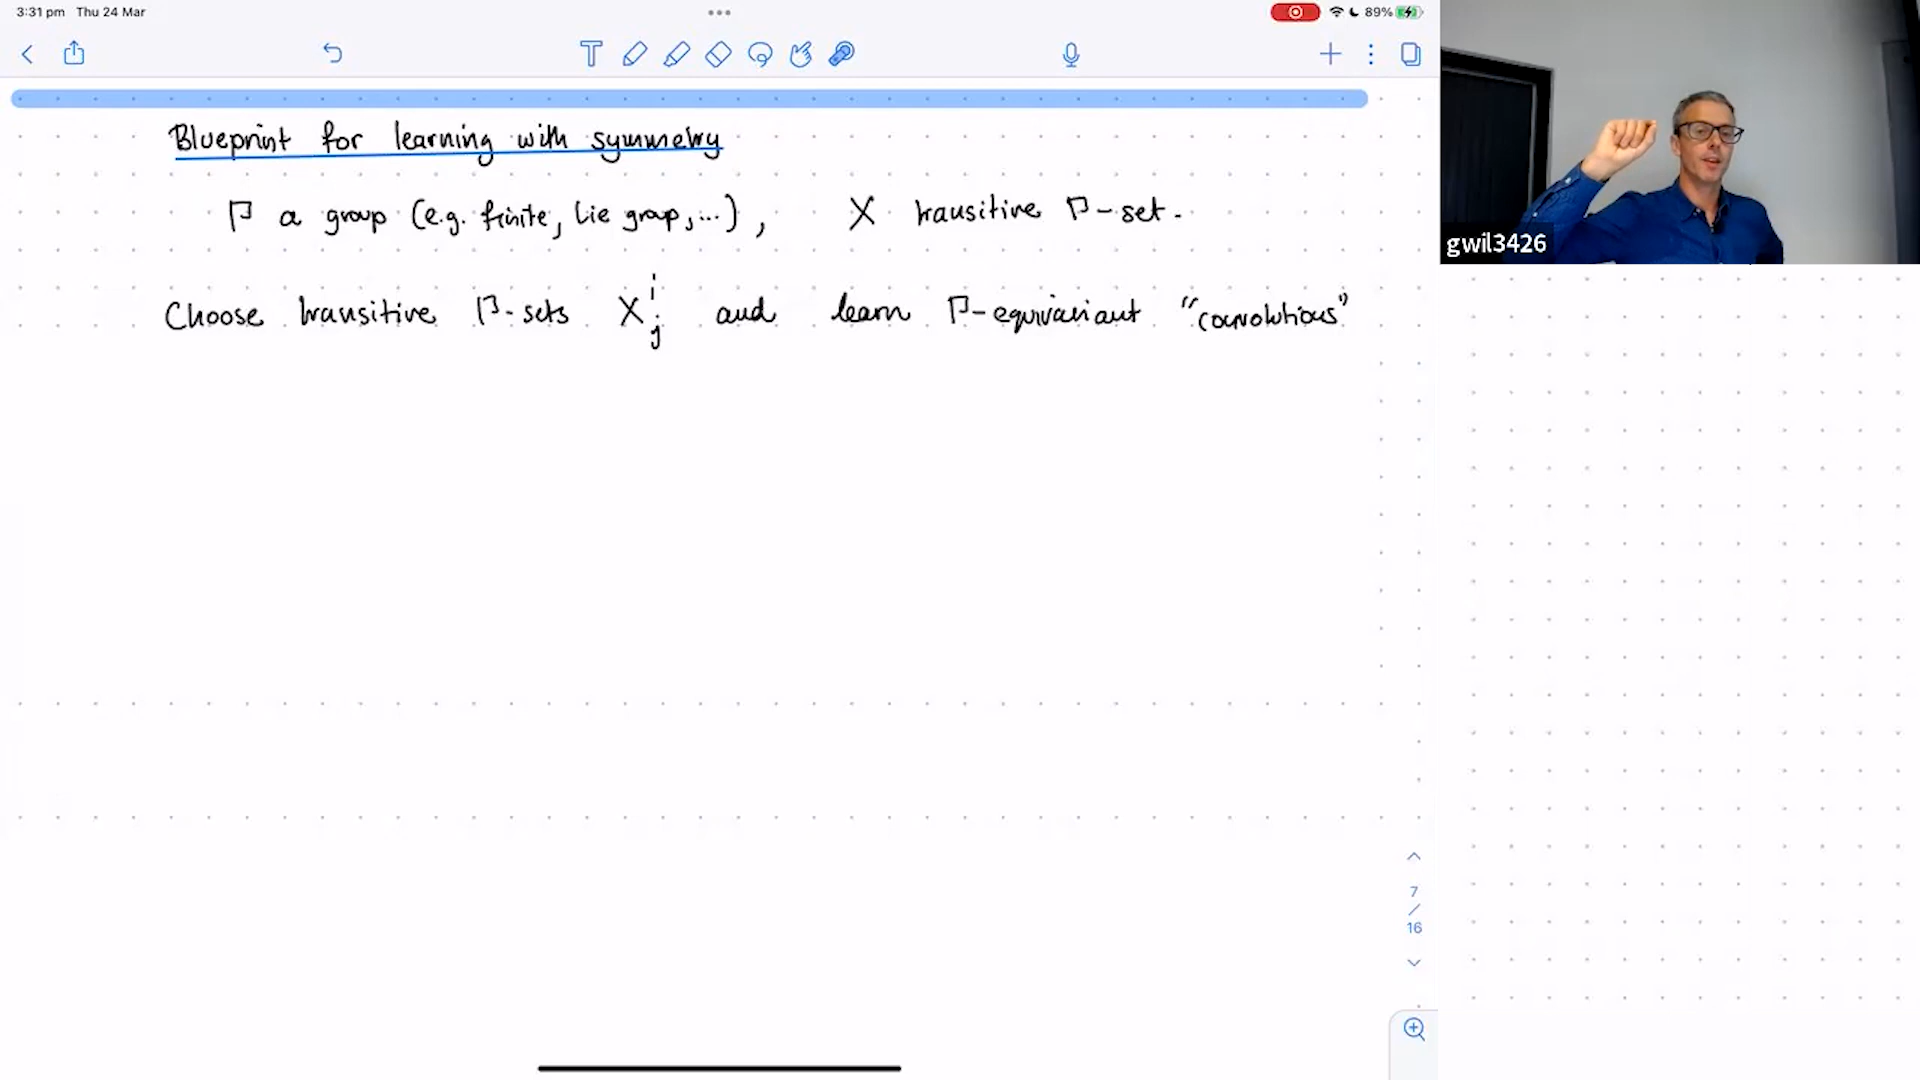 3:31 pm Thu 24 Mar
89%
Blueprint for learning with symmetry
Γ a group (e.g. finite, Lie group, ...), X transitive Γ-set.
Choose transitive Γ-sets X^i_j and learn Γ-equivariant "convolutions"
gwil3426
7
/
16